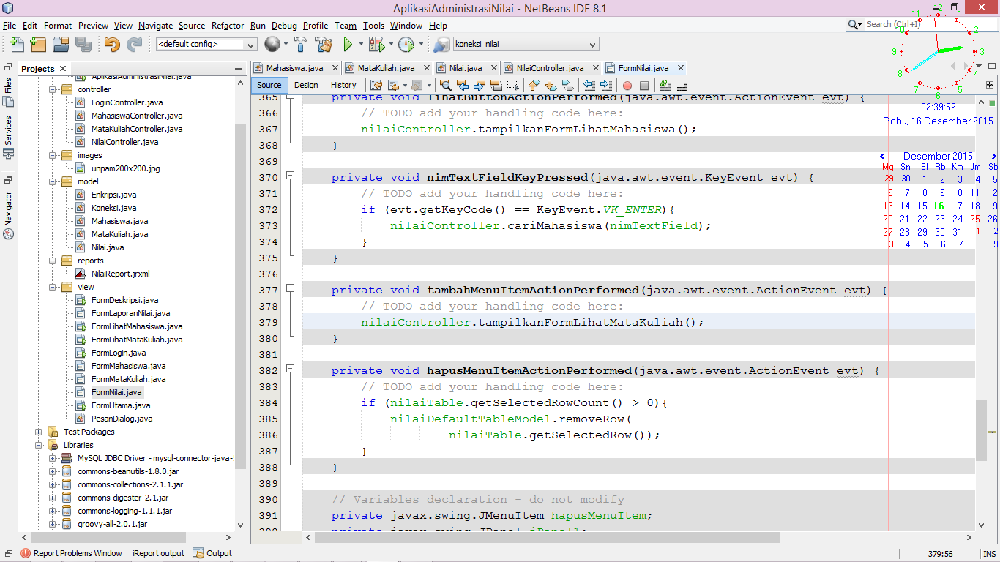 AplikasiAdministrasiNilai - NetBeans IDE 8.1
File Edit Format Preview View Navigate Source Refactor Run Debug Profile Team Tools Window Help
Search (Ctrl+I)
<default config>
koneksi_nilai
Files
Services
Navigator
Projects
AplikasiAdministrasiNilai.java
controller
LoginController.java
MahasiswaController.java
MataKuliahController.java
NilaiController.java
images
unpam200x200.jpg
model
Enkripsi.java
Koneksi.java
Mahasiswa.java
MataKuliah.java
Nilai.java
reports
NilaiReport.jrxml
view
FormDeskripsi.java
FormLaporanNilai.java
FormLihatMahasiswa.java
FormLihatMataKuliah.java
FormLogin.java
FormMahasiswa.java
FormMataKuliah.java
FormNilai.java
FormUtama.java
PesanDialog.java
Test Packages
Libraries
MySQL JDBC Driver - mysql-connector-java-5
commons-beanutils-1.8.0.jar
commons-collections-2.1.1.jar
commons-digester-2.1.jar
commons-logging-1.1.1.jar
groovy-all-2.0.1.jar
Mahasiswa.java MataKuliah.java Nilai.java NilaiController.java FormNilai.java
Source Design History
365 private void lihatButtonActionPerformed(java.awt.event.ActionEvent evt) {
366 // TODO add your handling code here:
367 nilaiController.tampilkanFormLihatMahasiswa();
368 }
369
370 private void nimTextFieldKeyPressed(java.awt.event.KeyEvent evt) {
371 // TODO add your handling code here:
372 if (evt.getKeyCode() == KeyEvent.VK_ENTER){
373 nilaiController.cariMahasiswa(nimTextField);
374 }
375 }
376
377 private void tambahMenuItemActionPerformed(java.awt.event.ActionEvent evt) {
378 // TODO add your handling code here:
379 nilaiController.tampilkanFormLihatMataKuliah();
380 }
381
382 private void hapusMenuItemActionPerformed(java.awt.event.ActionEvent evt) {
383 // TODO add your handling code here:
384 if (nilaiTable.getSelectedRowCount() > 0){
385 nilaiDefaultTableModel.removeRow(
386 nilaiTable.getSelectedRow());
387 }
388 }
389
390 // Variables declaration - do not modify
391 private javax.swing.JMenuItem hapusMenuItem;
392 private javax.swing.JPanel jPanel1;
12 1 2 3 4 5 6 7 8 9 10 11
02:39:59
Rabu, 16 Desember 2015
< Desember 2015 >
Mg Sn Sl Rb Km Jm Sb
29 30 1 2 3 4 5
6 7 8 9 10 11 12
13 14 15 16 17 18 19
20 21 22 23 24 25 26
27 28 29 30 31 1 2
3 4 5 6 7 8 9
Report Problems Window iReport output Output
379:56 INS